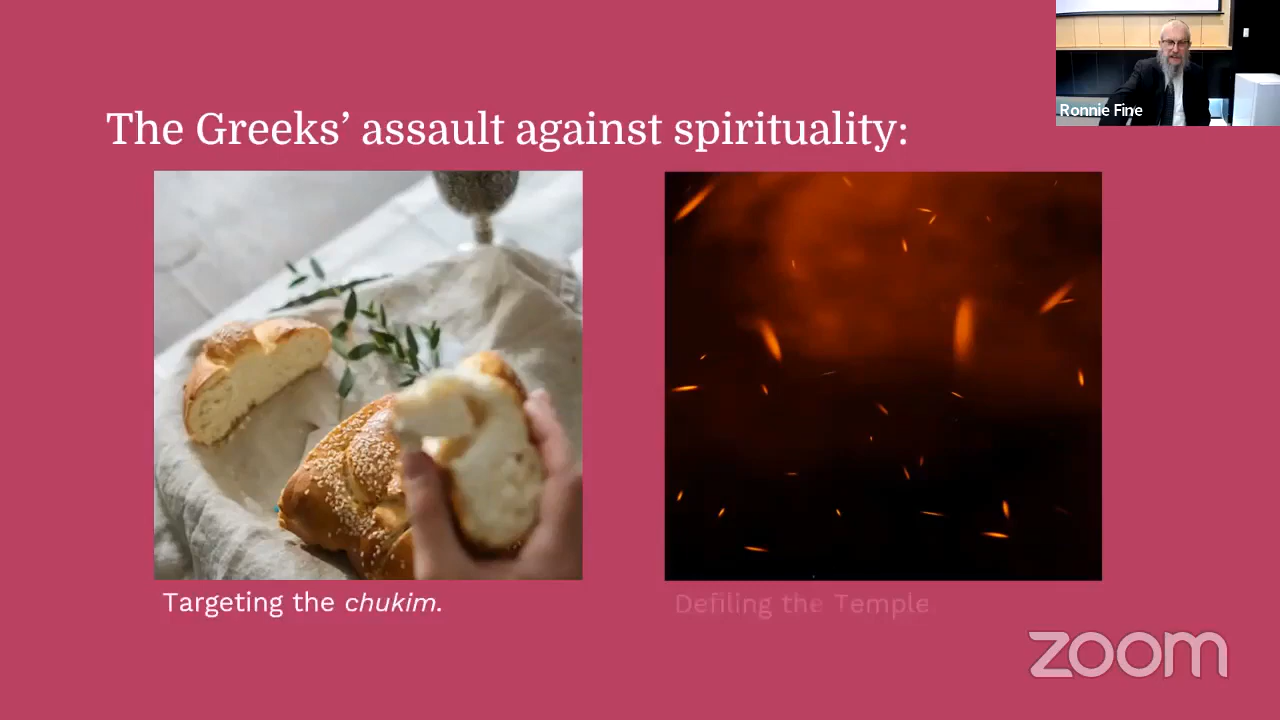 Ronnie Fine
The Greeks’ assault against spirituality:
Targeting the chukim.
Defiling the Temple
zoom